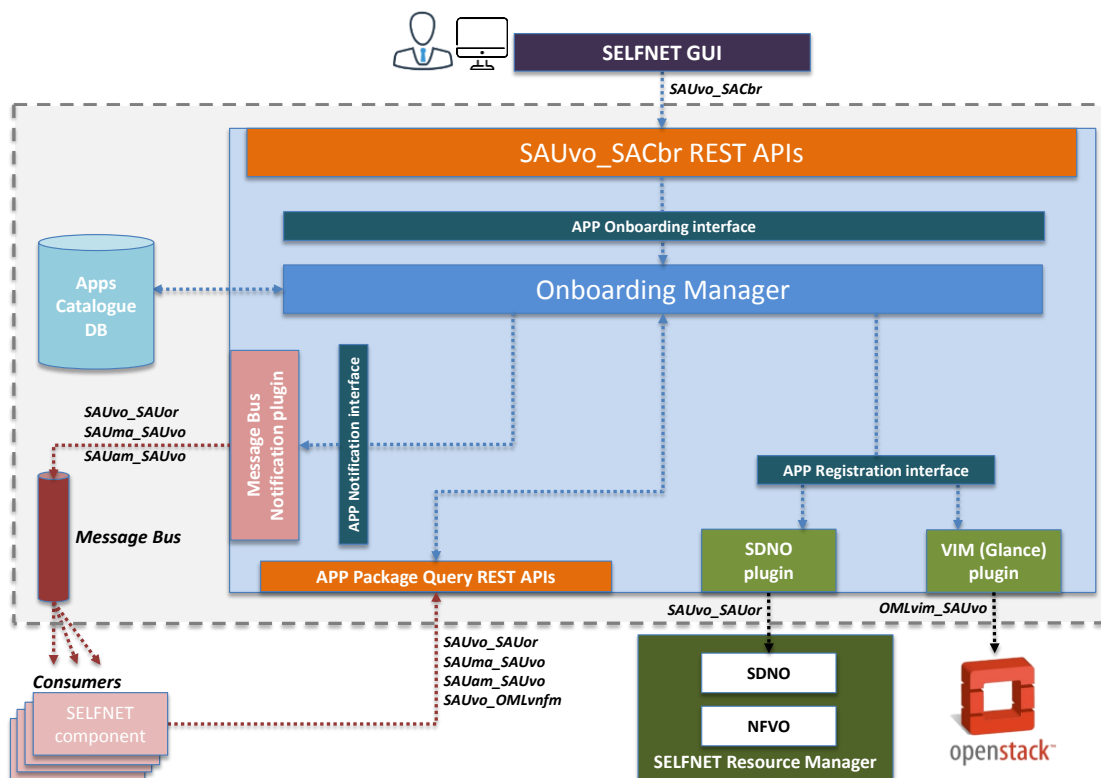 SELFNET GUI
SAUvo_SACbr
SAUvo_SACbr REST APIs
APP Onboarding interface
Apps
Catalogue
DB
Onboarding Manager
Message Bus
Notification plugin
APP Notification interface
SAUvo_SAUor
SAUma_SAUvo
SAUam_SAUvo
APP Registration interface
Message Bus
SDNO
plugin
VIM (Glance)
plugin
APP Package Query REST APIs
SAUvo_SAUor
OMLvim_SAUvo
SAUvo_SAUor
SAUma_SAUvo
SAUam_SAUvo
SAUvo_OMLvnfm
Consumers
SELFNET
component
SDNO
NFVO
SELFNET Resource Manager
openstack™